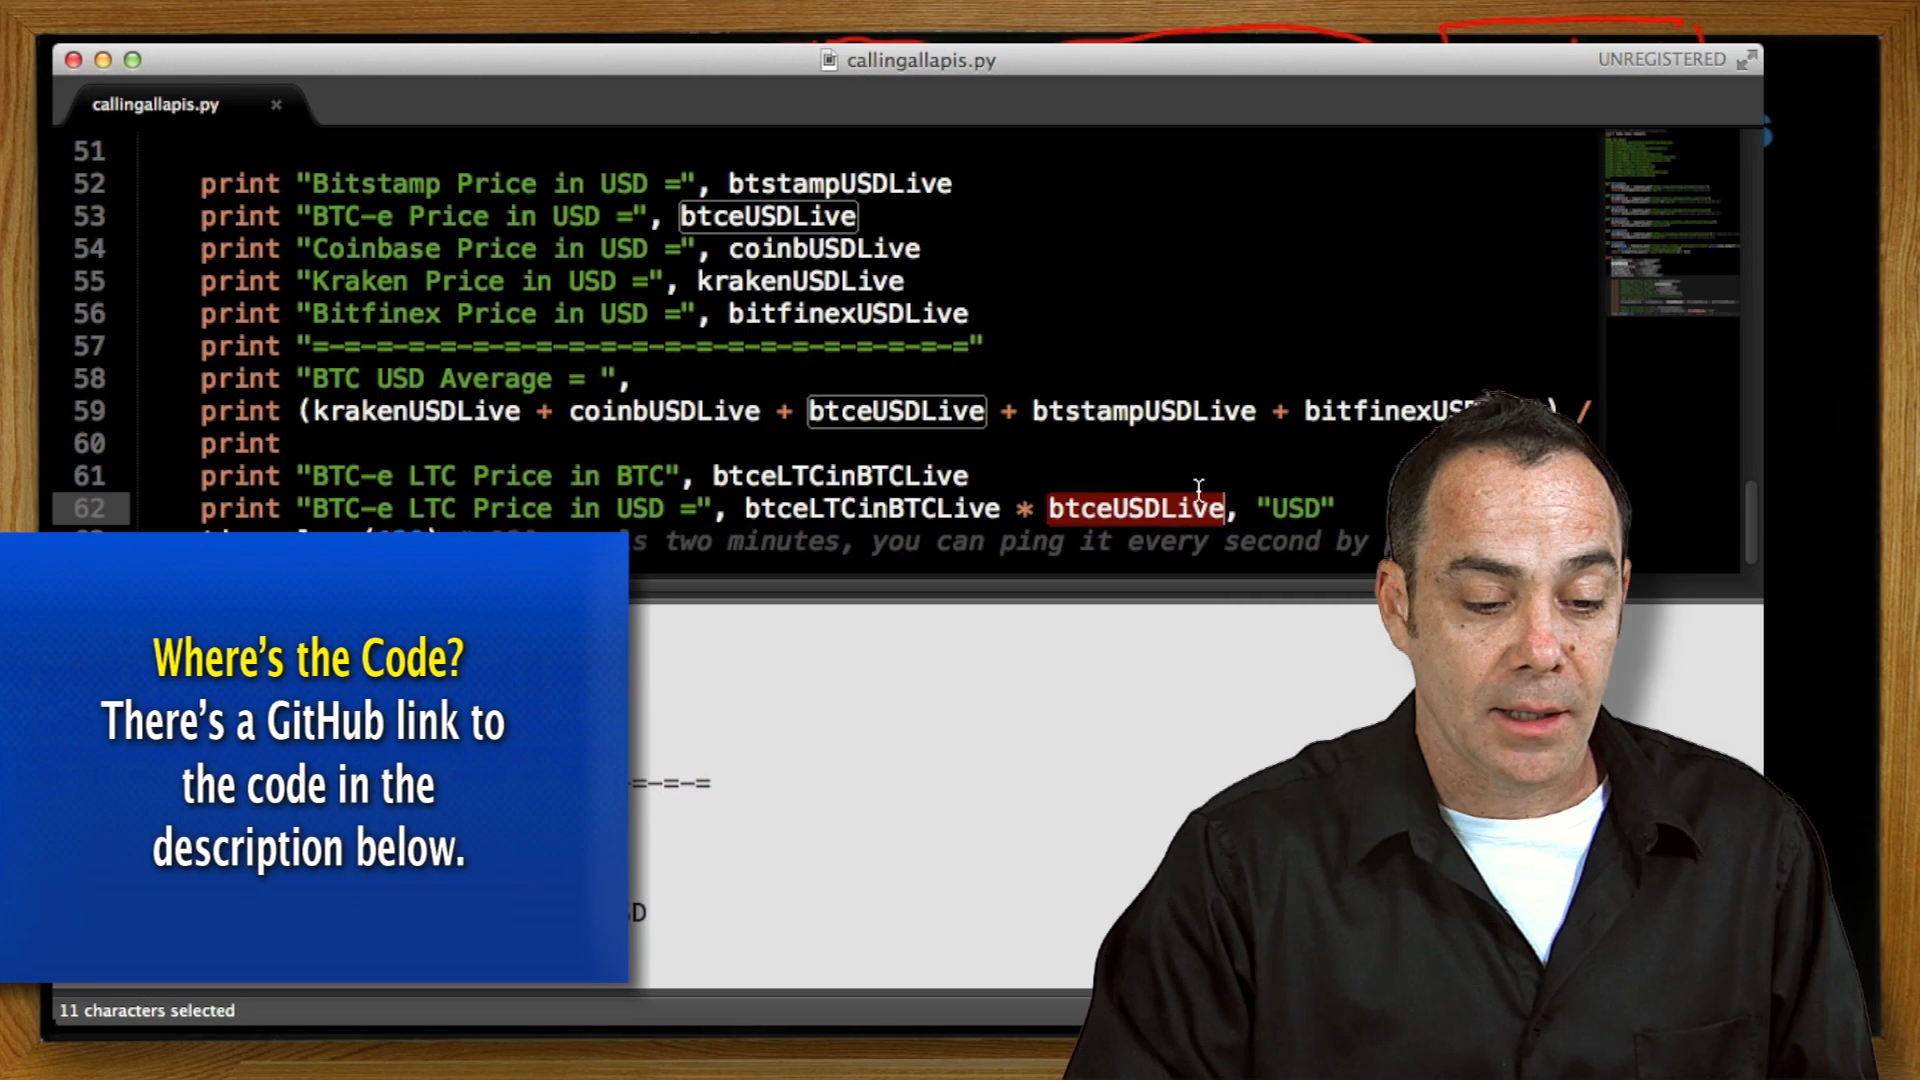 callingallapis.py
UNREGISTERED
callingallapis.py ×
51
52 print "Bitstamp Price in USD =", btstampUSDLive
53 print "BTC-e Price in USD =", btceUSDLive
54 print "Coinbase Price in USD =", coinbUSDLive
55 print "Kraken Price in USD =", krakenUSDLive
56 print "Bitfinex Price in USD =", bitfinexUSDLive
57 print "=-=-=-=-=-=-=-=-=-=-=-=-=-=-=-=-=-=-=-=-="
58 print "BTC USD Average = ",
59 print (krakenUSDLive + coinbUSDLive + btceUSDLive + btstampUSDLive + bitfinexUS ) /
60 print
61 print "BTC-e LTC Price in BTC", btceLTCinBTCLive
62 print "BTC-e LTC Price in USD =", btceLTCinBTCLive * btceUSDLive, "USD"
s two minutes, you can ping it every second by
Where's the Code?
There's a GitHub link to
the code in the
description below.
=-=-=
D
11 characters selected